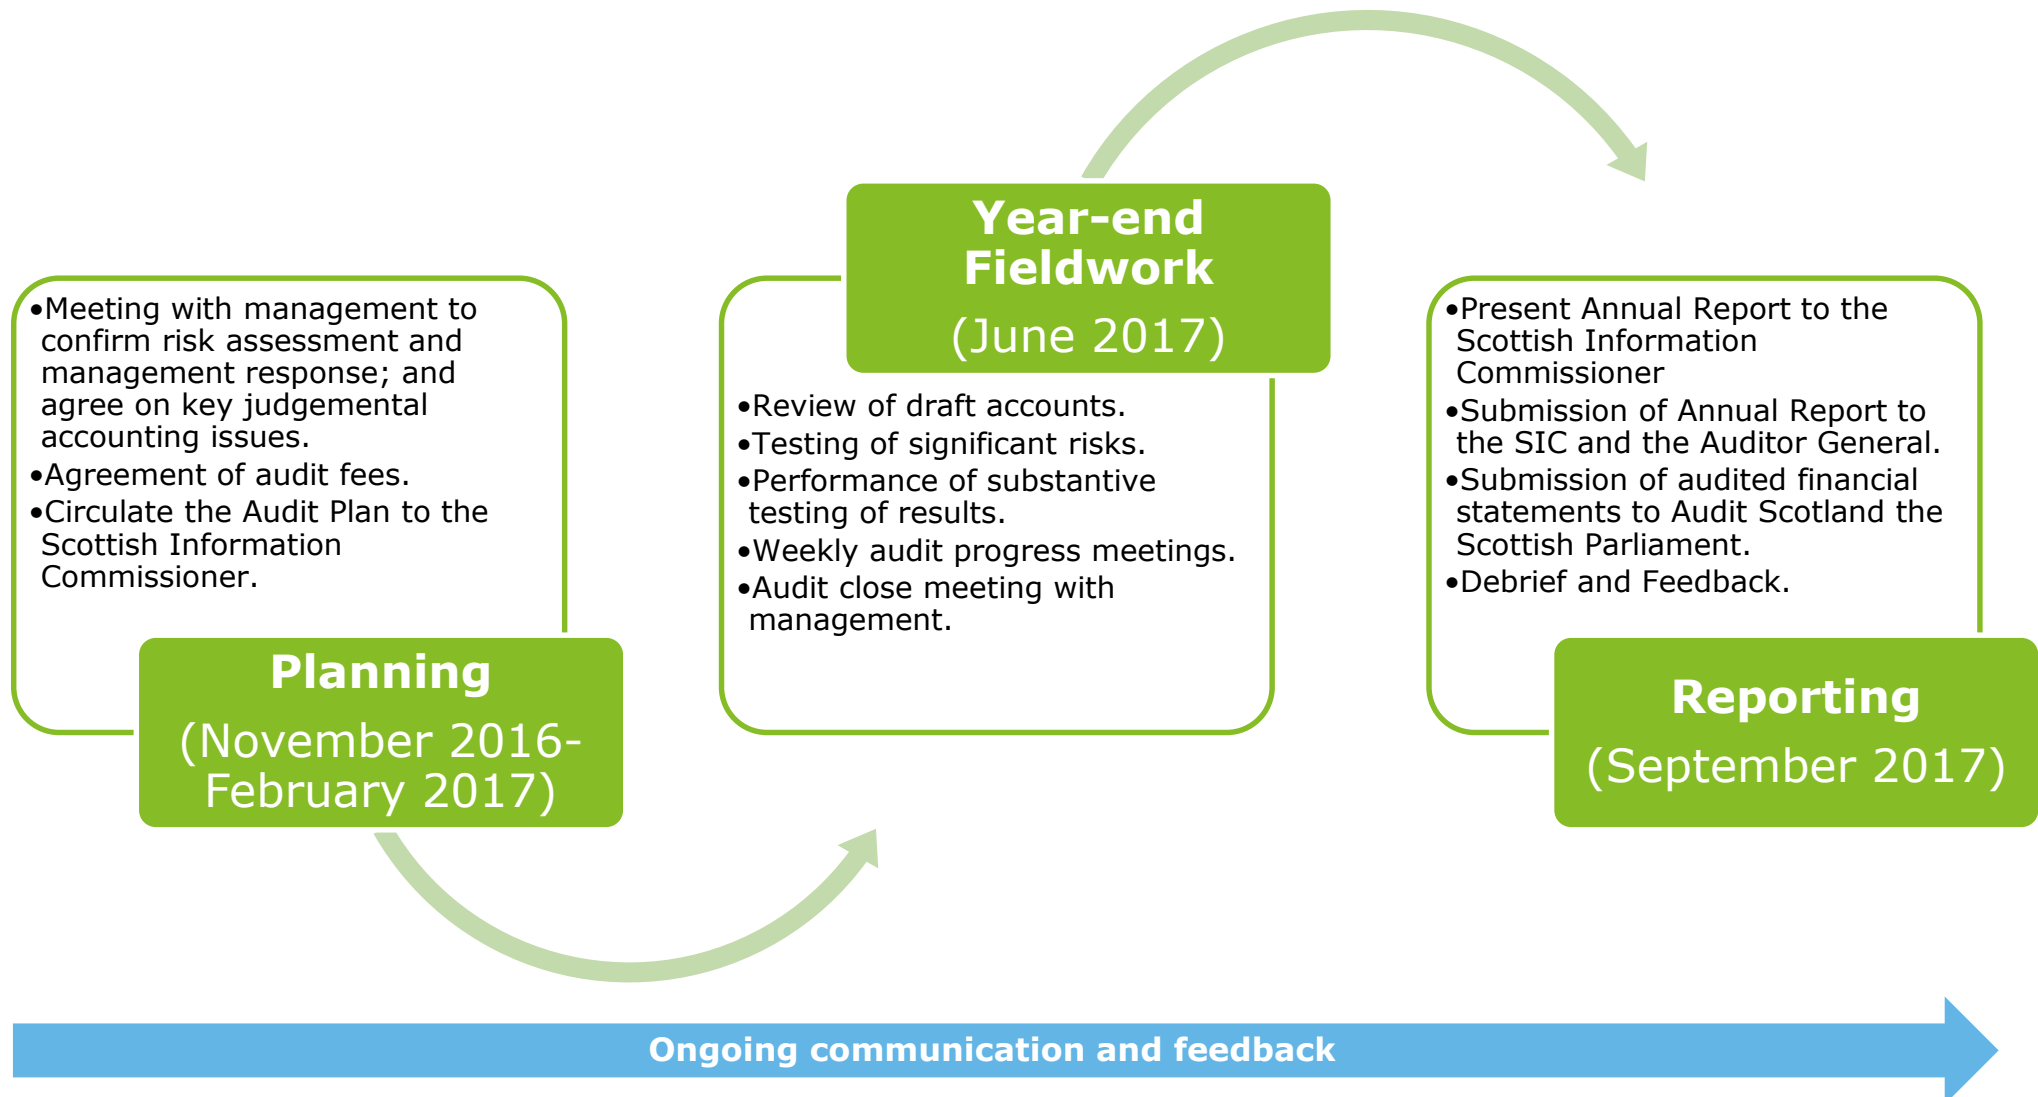 •Meeting with management to
confirm risk assessment and
management response; and
agree on key judgemental
accounting issues.
•Agreement of audit fees.
•Circulate the Audit Plan to the
Scottish Information
Commissioner.
Planning
(November 2016-
February 2017)
Year-end
Fieldwork
(June 2017)
•Review of draft accounts.
•Testing of significant risks.
•Performance of substantive
testing of results.
•Weekly audit progress meetings.
•Audit close meeting with
management.
•Present Annual Report to the
Scottish Information
Commissioner
•Submission of Annual Report to
the SIC and the Auditor General.
•Submission of audited financial
statements to Audit Scotland the
Scottish Parliament.
•Debrief and Feedback.
Reporting
(September 2017)
Ongoing communication and feedback